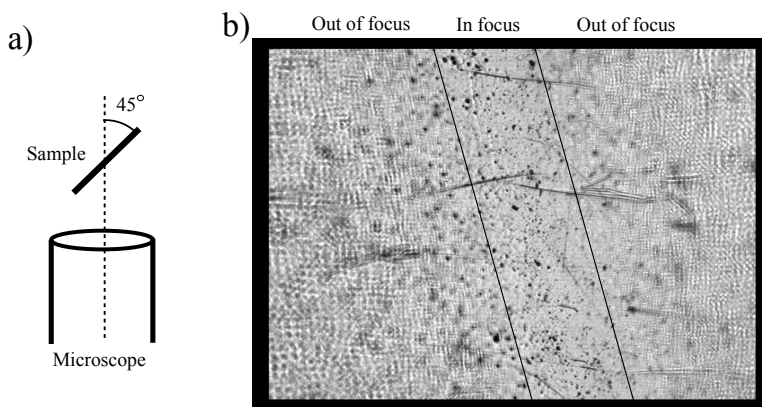 a)
45°
Sample
Microscope
b)
Out of focus
In focus
Out of focus